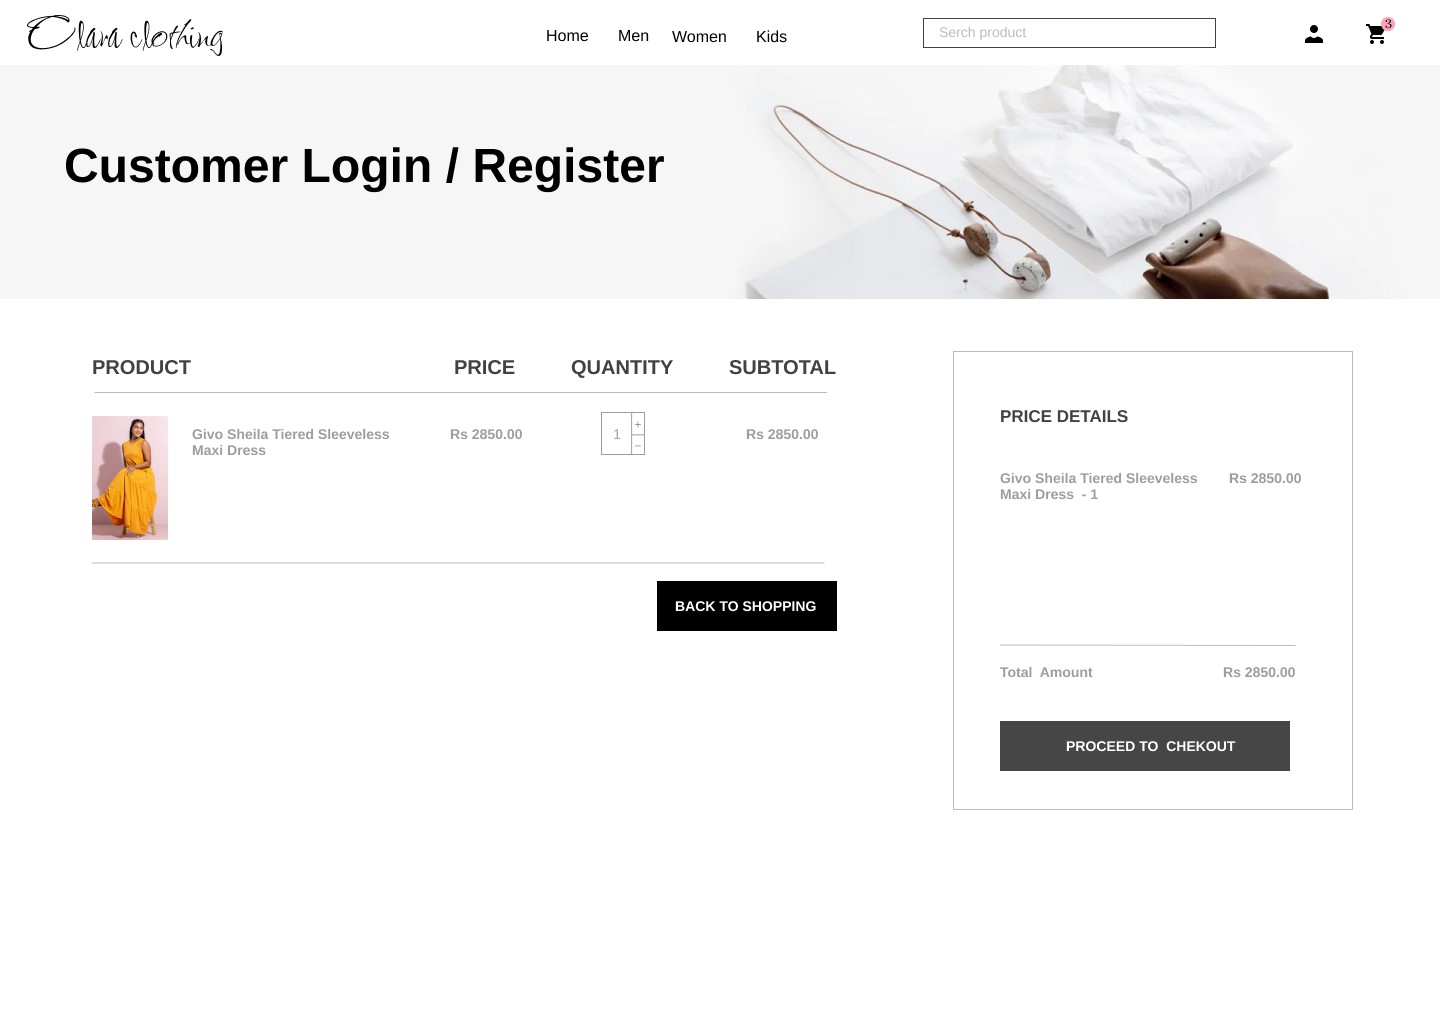 Clara clothing
Home Men Women Kids
Serch product
3
Customer Login / Register
PRODUCT PRICE QUANTITY SUBTOTAL
Givo Sheila Tiered Sleeveless
Maxi Dress
Rs 2850.00
1
+
−
Rs 2850.00
BACK TO SHOPPING
PRICE DETAILS
Givo Sheila Tiered Sleeveless Rs 2850.00
Maxi Dress - 1
Total Amount Rs 2850.00
PROCEED TO CHEKOUT